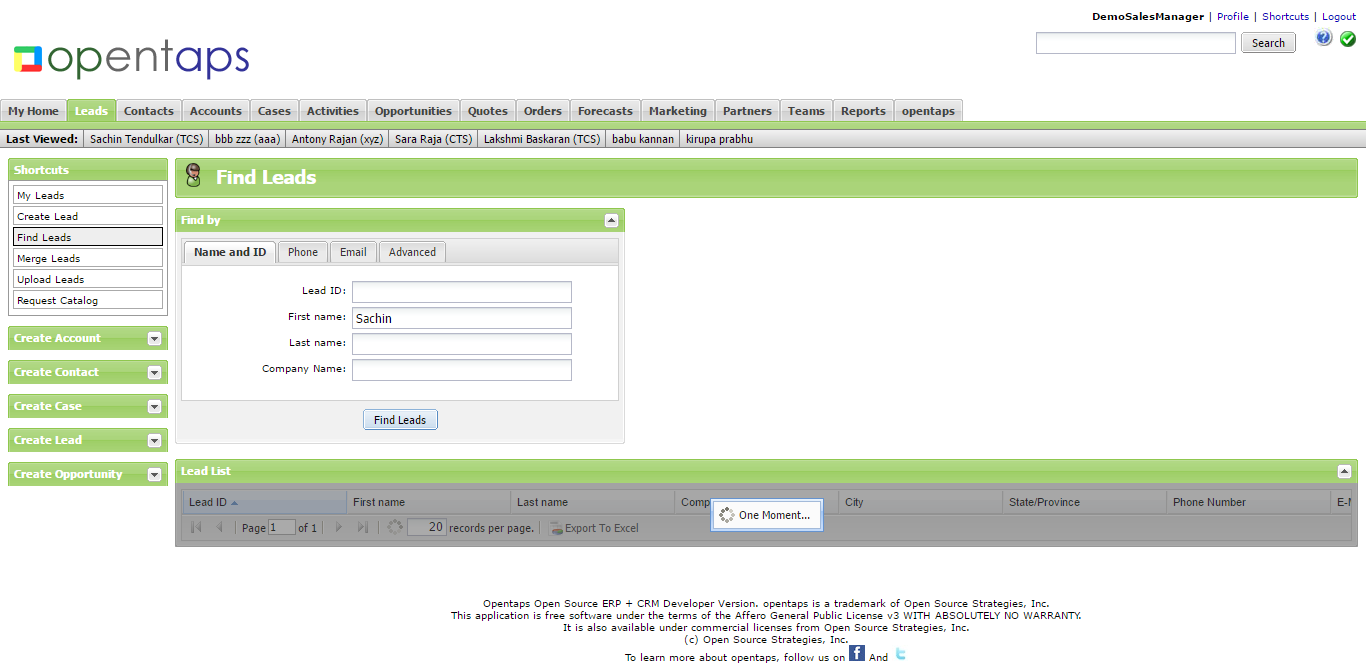 DemoSalesManager | Profile | Shortcuts | Logout
opentaps
Search
My Home Leads Contacts Accounts Cases Activities Opportunities Quotes Orders Forecasts Marketing Partners Teams Reports opentaps
Last Viewed: Sachin Tendulkar (TCS) bbb zzz (aaa) Antony Rajan (xyz) Sara Raja (CTS) Lakshmi Baskaran (TCS) babu kannan kirupa prabhu
Shortcuts
My Leads
Create Lead
Find Leads
Merge Leads
Upload Leads
Request Catalog
Create Account
Create Contact
Create Case
Create Lead
Create Opportunity
Find Leads
Find by
Name and ID Phone Email Advanced
Lead ID:
First name: Sachin
Last name:
Company Name:
Find Leads
Lead List
Lead ID First name Last name Comp City State/Province Phone Number
One Moment...
Page 1 of 1 20 records per page. Export To Excel
Opentaps Open Source ERP + CRM Developer Version. opentaps is a trademark of Open Source Strategies, Inc.
This application is free software under the terms of the Affero General Public License v3 WITH ABSOLUTELY NO WARRANTY.
It is also available under commercial licenses from Open Source Strategies, Inc.
(c) Open Source Strategies, Inc.
To learn more about opentaps, follow us on f And t